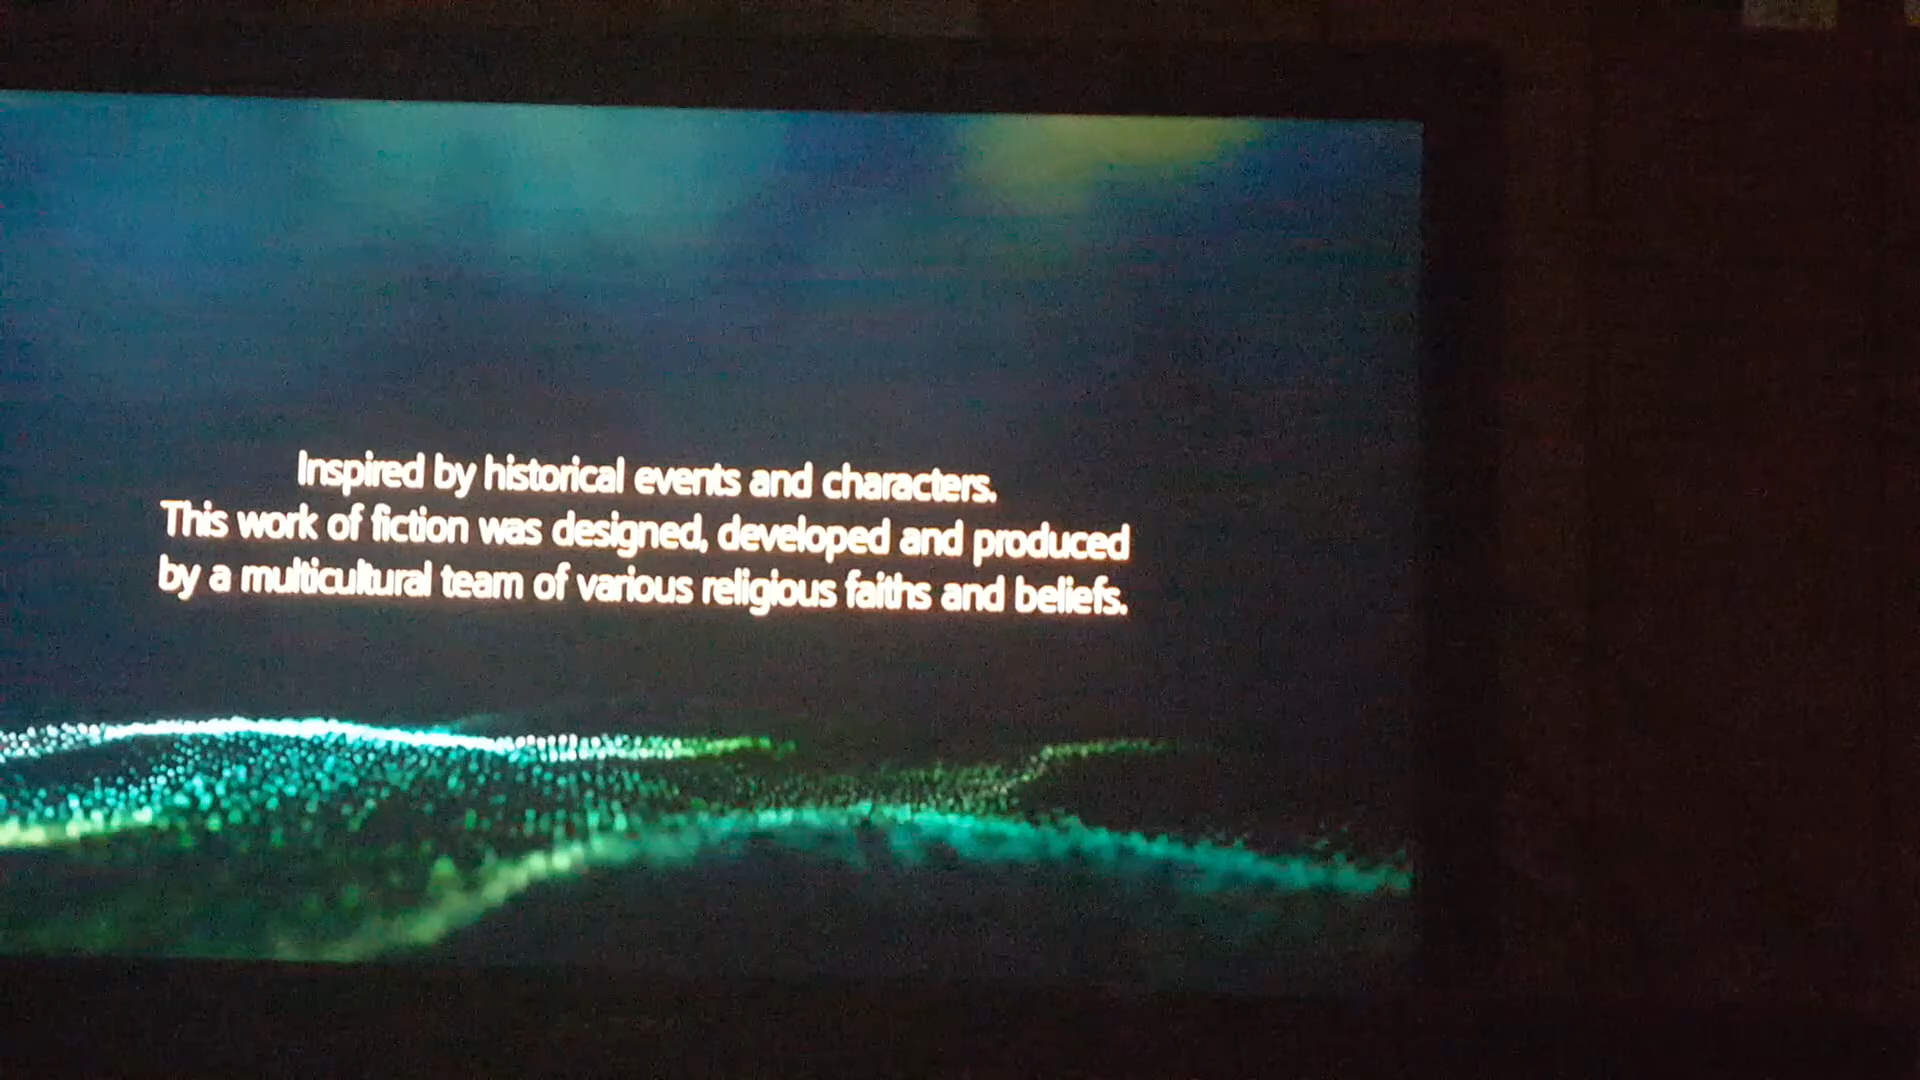 Inspired by historical events and characters.
This work of fiction was designed, developed and produced
by a multicultural team of various religious faiths and beliefs.